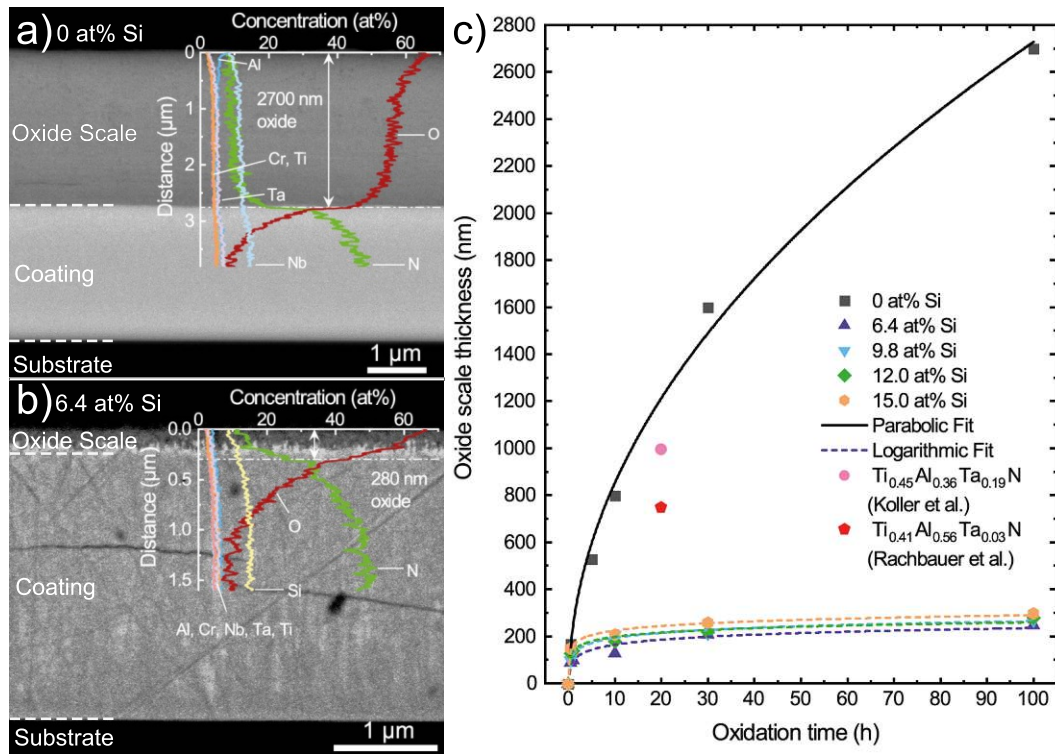 a) 0 at% Si
Concentration (at%)
0 20 40 60
0
1
2
3
Distance (µm)
Al
2700 nm
oxide
O
Cr, Ti
Ta
Nb
N
Oxide Scale
Coating
Substrate
1 µm
b) 6.4 at% Si
Concentration (at%)
0 20 40 60
0.0
0.5
1.0
1.5
Distance (µm)
280 nm
oxide
O
N
Si
Al, Cr, Nb, Ta, Ti
Oxide Scale
Coating
Substrate
1 µm
c)
2800
2600
2400
2200
2000
1800
1600
1400
1200
1000
800
600
400
200
0
Oxide scale thickness (nm)
0 at% Si
6.4 at% Si
9.8 at% Si
12.0 at% Si
15.0 at% Si
Parabolic Fit
Logarithmic Fit
Ti0.45Al0.36Ta0.19N
(Koller et al.)
Ti0.41Al0.56Ta0.03N
(Rachbauer et al.)
0 10 20 30 40 50 60 70 80 90 100
Oxidation time (h)